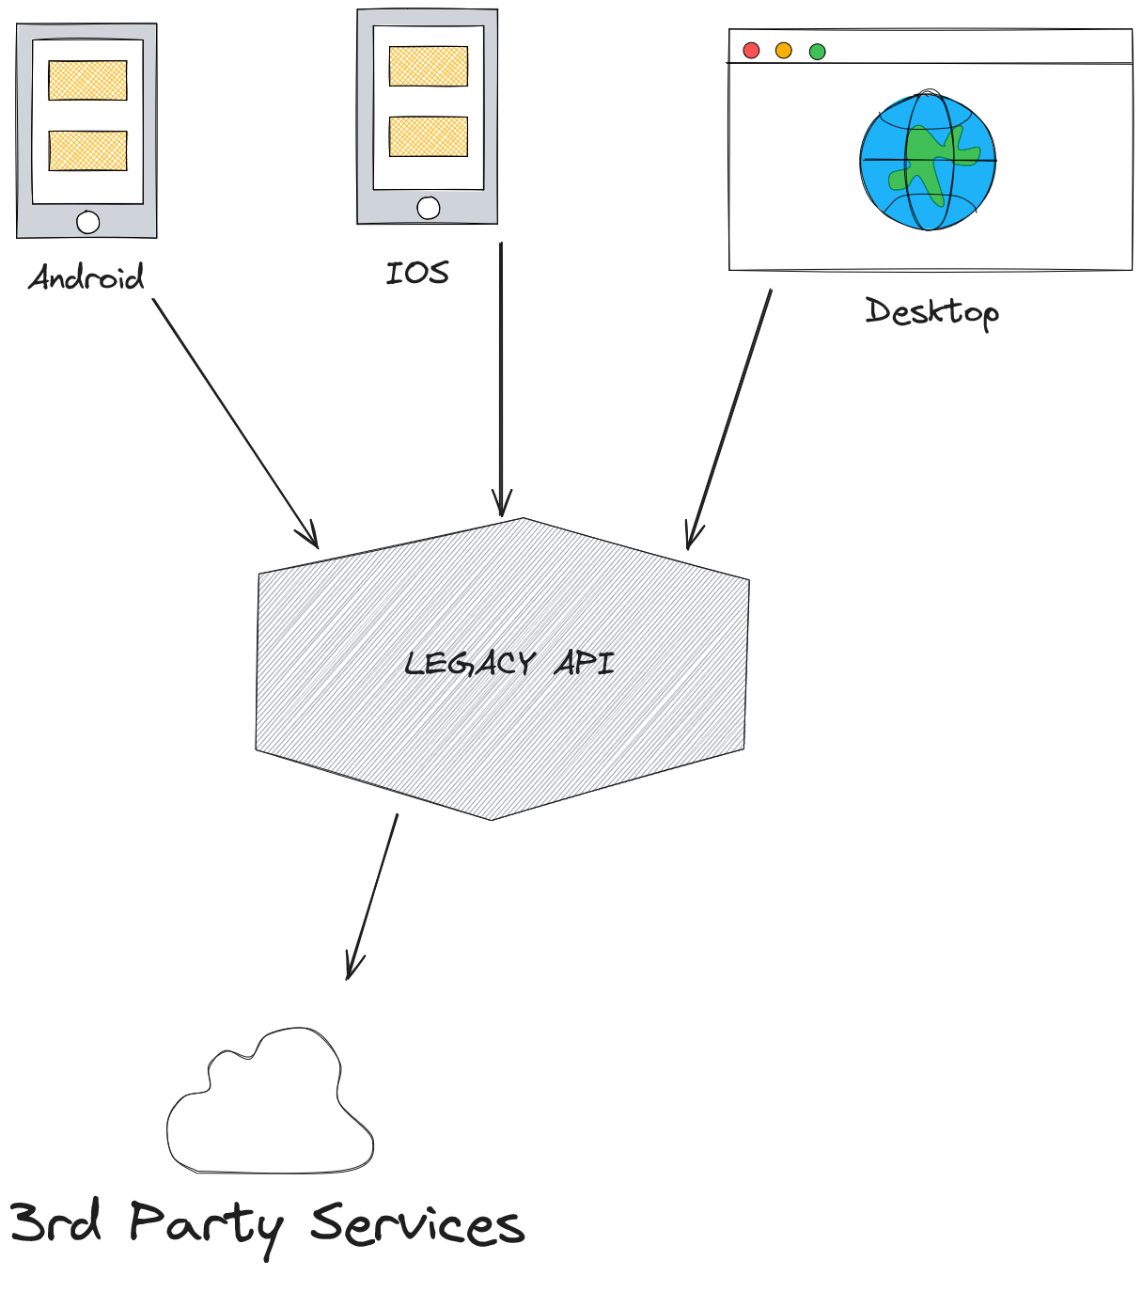 Android
IOS
Desktop
LEGACY API
3rd Party Services